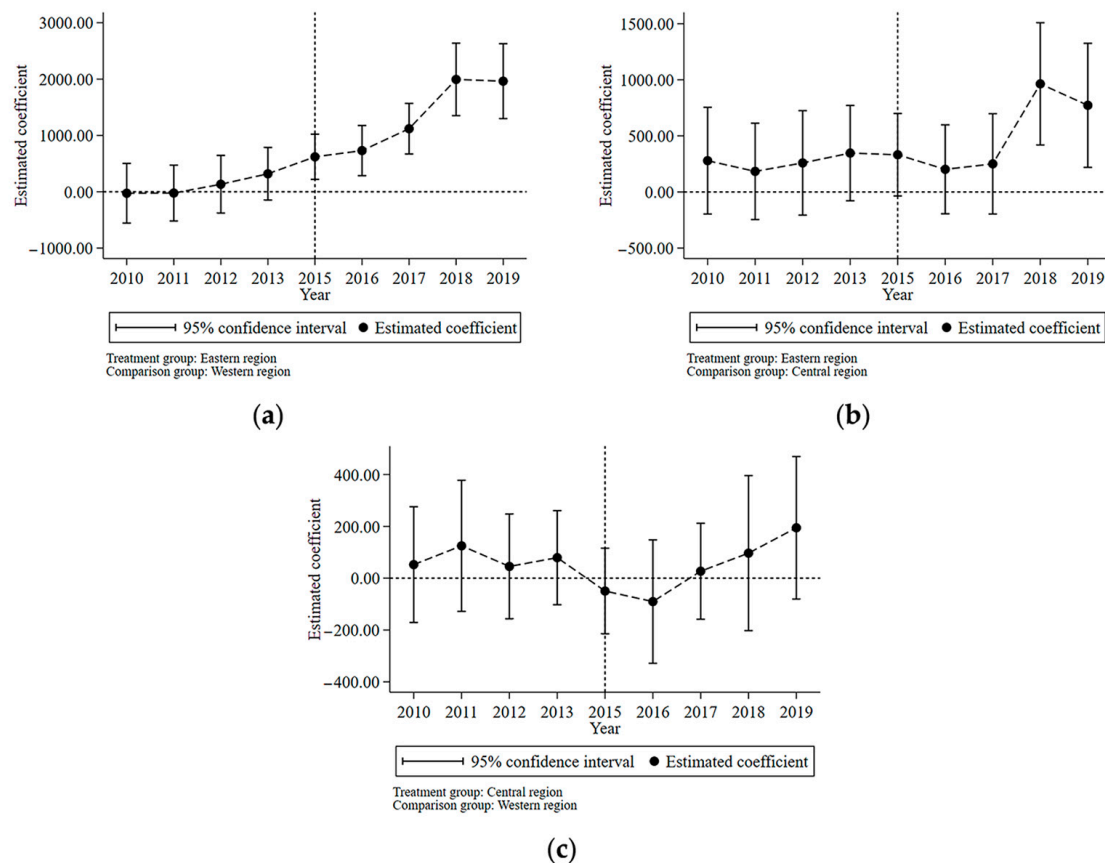 3000.00
2000.00
1000.00
0.00
−1000.00
Estimated coefficient
2010 2011 2012 2013 2015 2016 2017 2018 2019
Year
95% confidence interval Estimated coefficient
Treatment group: Eastern region
Comparison group: Western region
(a)
1500.00
1000.00
500.00
0.00
−500.00
Estimated coefficient
2010 2011 2012 2013 2015 2016 2017 2018 2019
Year
95% confidence interval Estimated coefficient
Treatment group: Eastern region
Comparison group: Central region
(b)
400.00
200.00
0.00
−200.00
−400.00
Estimated coefficient
2010 2011 2012 2013 2015 2016 2017 2018 2019
Year
95% confidence interval Estimated coefficient
Treatment group: Central region
Comparison group: Western region
(c)